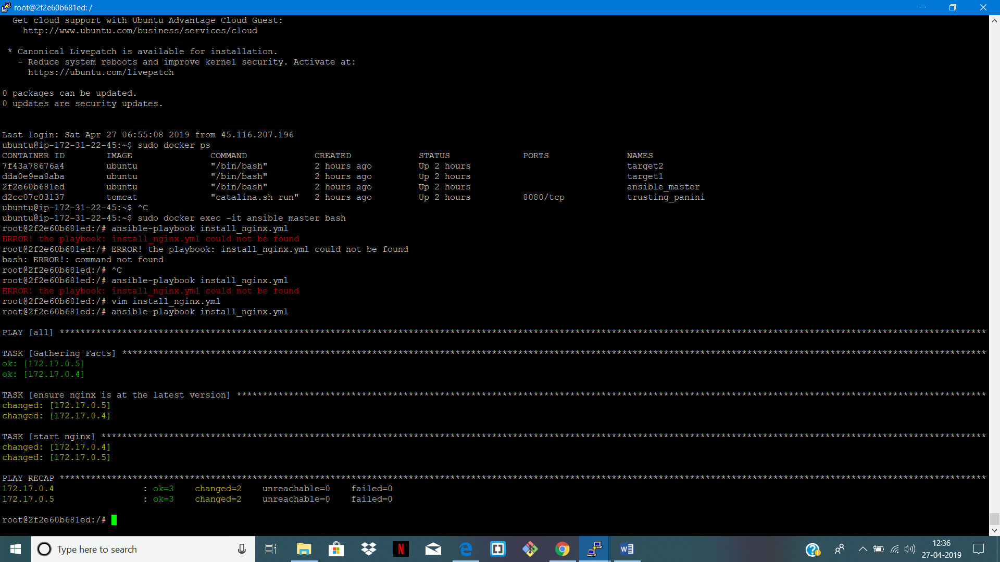 root@2f2e60b681ed: /
Get cloud support with Ubuntu Advantage Cloud Guest:
http://www.ubuntu.com/business/services/cloud
* Canonical Livepatch is available for installation.
- Reduce system reboots and improve kernel security. Activate at:
https://ubuntu.com/livepatch
0 packages can be updated.
0 updates are security updates.
Last login: Sat Apr 27 06:55:08 2019 from 45.116.207.196
ubuntu@ip-172-31-22-45:~$ sudo docker ps
CONTAINER ID IMAGE COMMAND CREATED STATUS PORTS NAMES
7f43a78676a4 ubuntu "/bin/bash" 2 hours ago Up 2 hours target2
dda0e9ea8aba ubuntu "/bin/bash" 2 hours ago Up 2 hours target1
2f2e60b681ed ubuntu "/bin/bash" 2 hours ago Up 2 hours ansible_master
d2cc07c03137 tomcat "catalina.sh run" 2 hours ago Up 2 hours 8080/tcp trusting_panini
ubuntu@ip-172-31-22-45:~$ ^C
ubuntu@ip-172-31-22-45:~$ sudo docker exec -it ansible_master bash
root@2f2e60b681ed:/# ansible-playbook install_nginx.yml
ERROR! the playbook: install_nginx.yml could not be found
root@2f2e60b681ed:/# ERROR! the playbook: install_nginx.yml could not be found
bash: ERROR!: command not found
root@2f2e60b681ed:/# ^C
root@2f2e60b681ed:/# ansible-playbook install_nginx.yml
ERROR! the playbook: install_nginx.yml could not be found
root@2f2e60b681ed:/# vim install_nginx.yml
root@2f2e60b681ed:/# ansible-playbook install_nginx.yml
PLAY [all] **********************************************************************************************************************************************************************************
TASK [Gathering Facts] **********************************************************************************************************************************************************************
ok: [172.17.0.5]
ok: [172.17.0.4]
TASK [ensure nginx is at the latest version] ************************************************************************************************************************************************
changed: [172.17.0.5]
changed: [172.17.0.4]
TASK [start nginx] **************************************************************************************************************************************************************************
changed: [172.17.0.4]
changed: [172.17.0.5]
PLAY RECAP **********************************************************************************************************************************************************************************
172.17.0.4 : ok=3 changed=2 unreachable=0 failed=0
172.17.0.5 : ok=3 changed=2 unreachable=0 failed=0
root@2f2e60b681ed:/#
Type here to search
12:36
27-04-2019